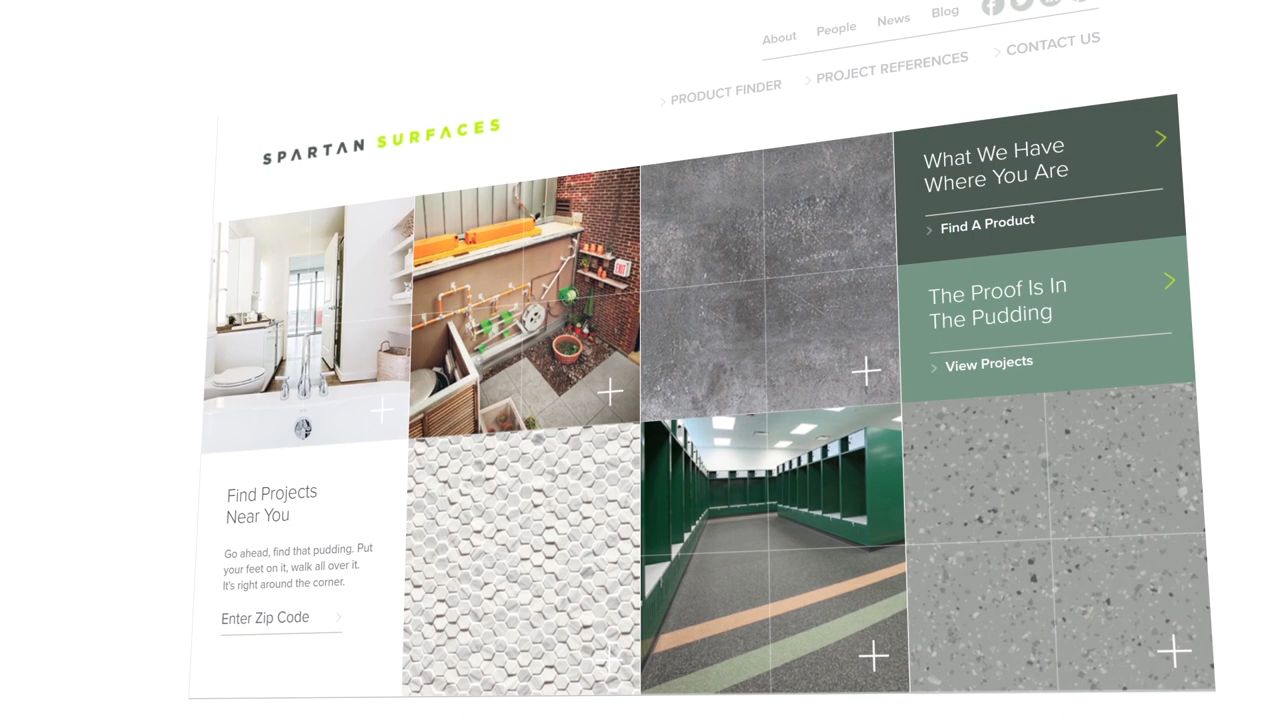 About People News Blog
PRODUCT FINDER PROJECT REFERENCES CONTACT US
SPARTAN SURFACES
What We Have
Where You Are
Find A Product
EXIT
The Proof Is In
The Pudding
View Projects
Find Projects
Near You
Go ahead, find that pudding. Put
your feet on it, walk all over it.
It's right around the corner.
Enter Zip Code